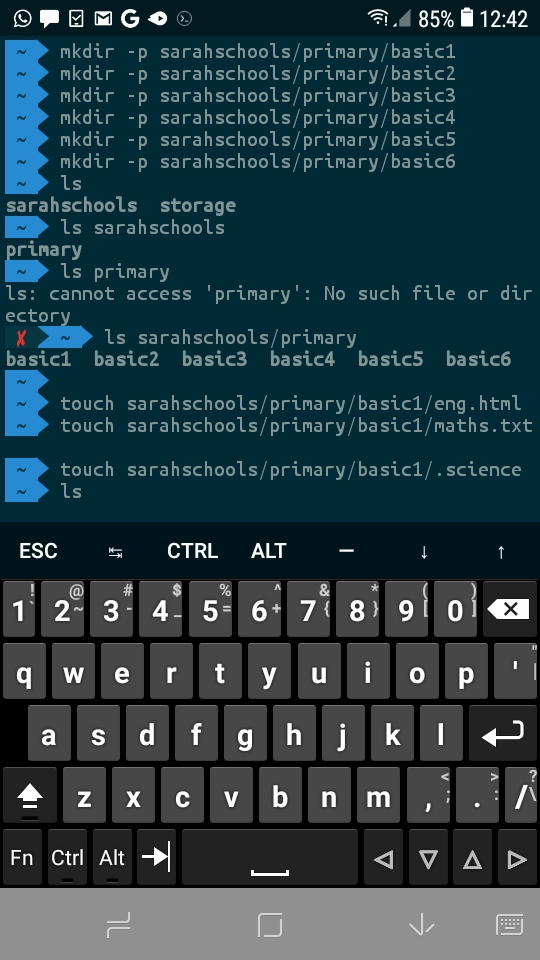 85% 12:42
~ mkdir -p sarahschools/primary/basic1
~ mkdir -p sarahschools/primary/basic2
~ mkdir -p sarahschools/primary/basic3
~ mkdir -p sarahschools/primary/basic4
~ mkdir -p sarahschools/primary/basic5
~ mkdir -p sarahschools/primary/basic6
~ ls
sarahschools storage
~ ls sarahschools
primary
~ ls primary
ls: cannot access 'primary': No such file or dir
ectory
✗ ~ ls sarahschools/primary
basic1 basic2 basic3 basic4 basic5 basic6
~
~ touch sarahschools/primary/basic1/eng.html
~ touch sarahschools/primary/basic1/maths.txt
~ touch sarahschools/primary/basic1/.science
~ ls
ESC ↹ CTRL ALT — ↓ ↑
1 ! ` 2 @ ~ 3 # - 4 $ _ 5 % = 6 ^ + 7 & { 8 * } 9 ( [ 0 ) ]
q w e r t y u i o p ' " |
a s d f g h j k l
z x c v b n m , < ; . > : / ? \
Fn Ctrl Alt